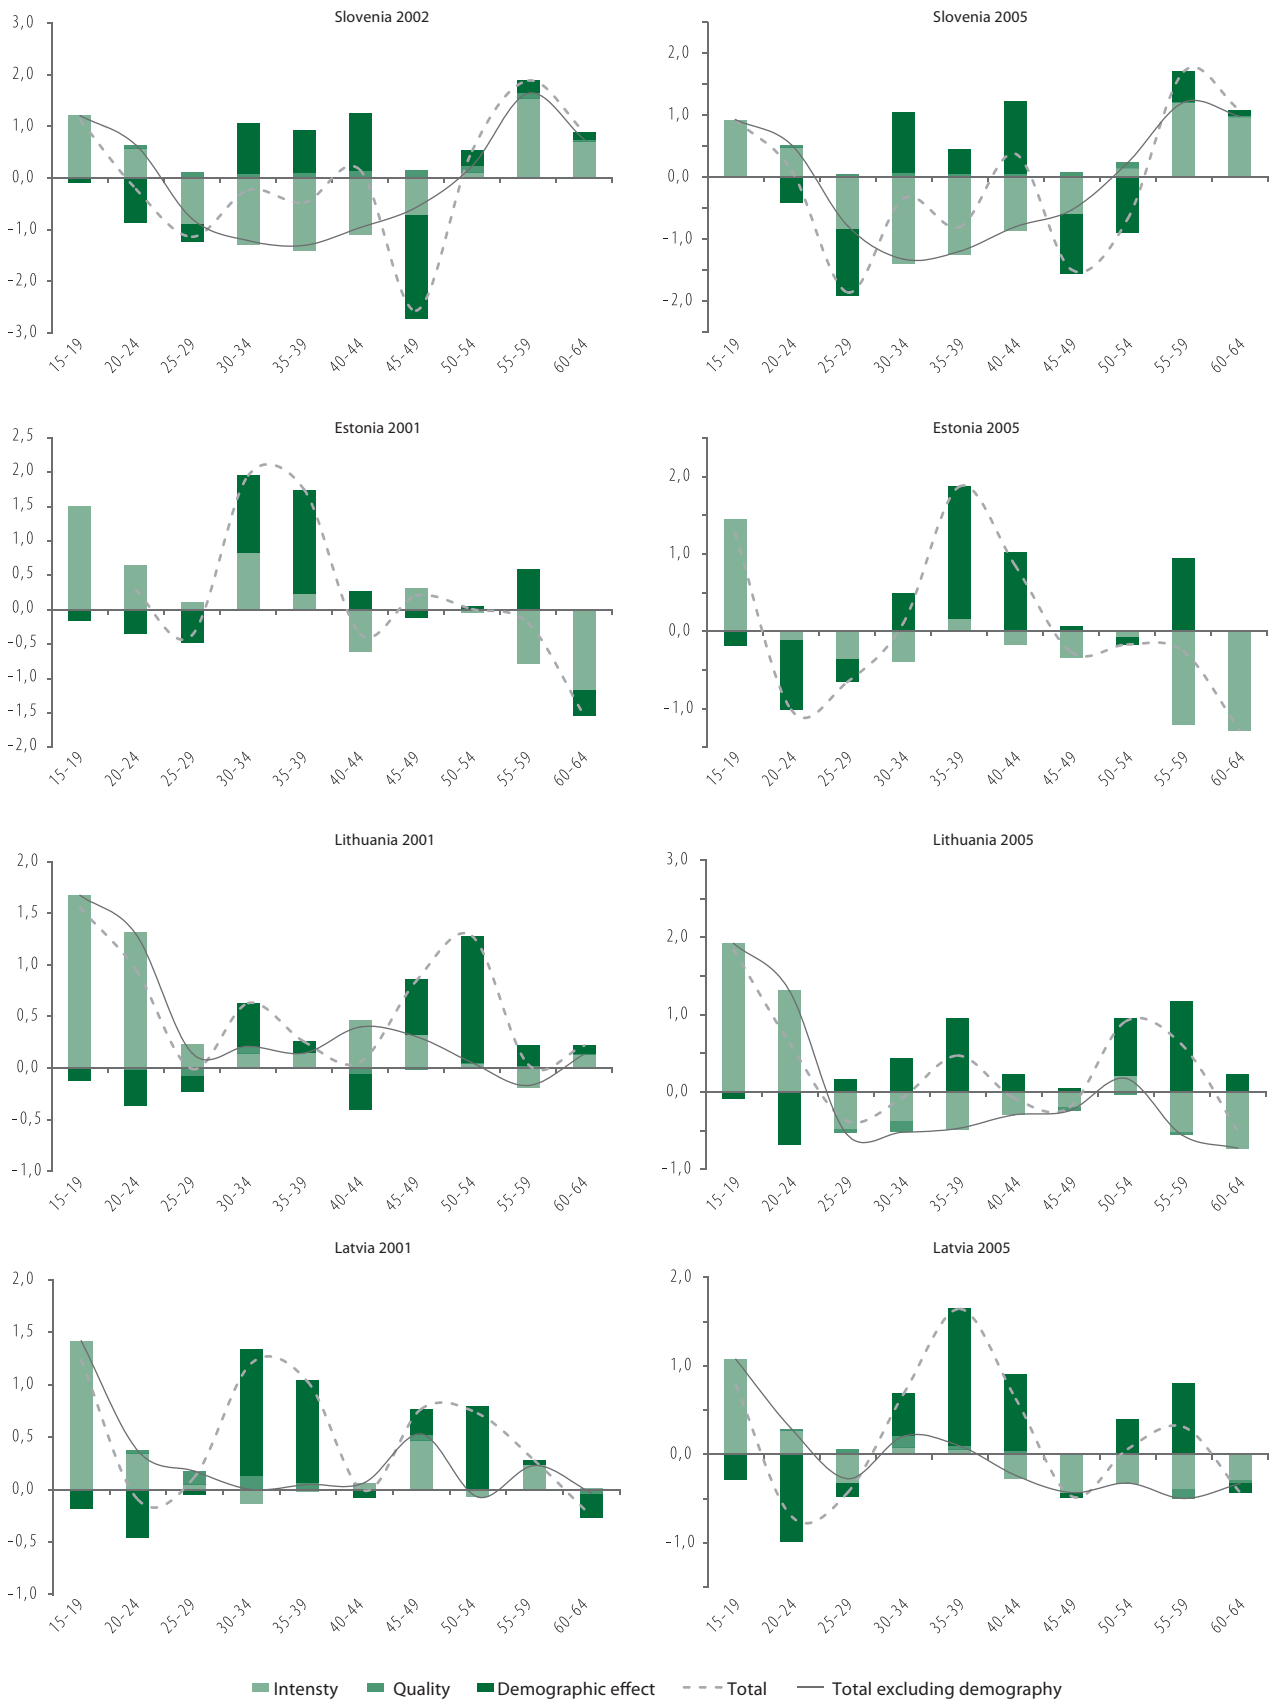 Slovenia 2002
3,0
2,0
1,0
0,0
-1,0
-2,0
-3,0
15-19 20-24 25-29 30-34 35-39 40-44 45-49 50-54 55-59 60-64
Slovenia 2005
2,0
1,0
0,0
-1,0
-2,0
15-19 20-24 25-29 30-34 35-39 40-44 45-49 50-54 55-59 60-64
Estonia 2001
2,5
2,0
1,5
1,0
0,5
0,0
-0,5
-1,0
-1,5
-2,0
15-19 20-24 25-29 30-34 35-39 40-44 45-49 50-54 55-59 60-64
Estonia 2005
2,0
1,0
0,0
-1,0
15-19 20-24 25-29 30-34 35-39 40-44 45-49 50-54 55-59 60-64
Lithuania 2001
2,0
1,5
1,0
0,5
0,0
-0,5
-1,0
15-19 20-24 25-29 30-34 35-39 40-44 45-49 50-54 55-59 60-64
Lithuania 2005
3,0
2,0
1,0
0,0
-1,0
15-19 20-24 25-29 30-34 35-39 40-44 45-49 50-54 55-59 60-64
Latvia 2001
2,0
1,5
1,0
0,5
0,0
-0,5
-1,0
15-19 20-24 25-29 30-34 35-39 40-44 45-49 50-54 55-59 60-64
Latvia 2005
2,0
1,0
0,0
-1,0
15-19 20-24 25-29 30-34 35-39 40-44 45-49 50-54 55-59 60-64
Intensty Quality Demographic effect Total Total excluding demography